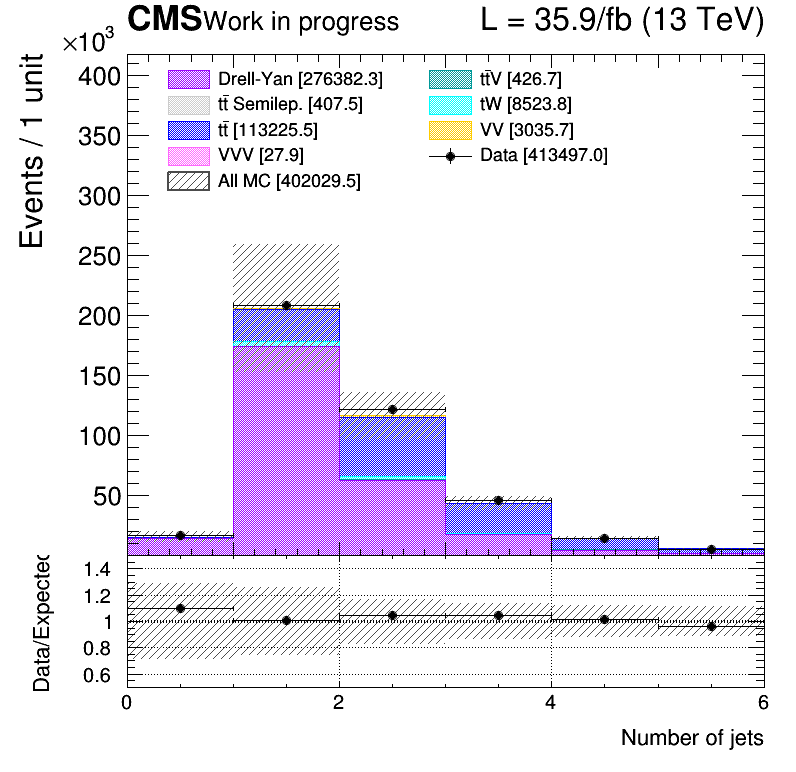 CMS Work in progress L = 35.9/fb (13 TeV)
×10³
Events / 1 unit
400
350
300
250
200
150
100
50
Drell-Yan [276382.3]
tt̄ Semilep. [407.5]
tt̄ [113225.5]
VVV [27.9]
All MC [402029.5]
tt̄V [426.7]
tW [8523.8]
VV [3035.7]
Data [413497.0]
Data/Expected
1.4
1.2
1
0.8
0.6
0 2 4 6
Number of jets